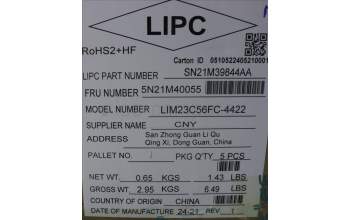 LIPC
RoHS2+HF
Carton ID 0510522405210001
LIPC PART NUMBER SN21M39844AA
FRU NUMBER 5N21M40055
MODEL NUMBER LIM23C56FC-4422
SUPPLIER NAME CNY
ADDRESS San Zhong Guan Li Qu
Qing Xi, Dong Guan, China
PALLET NO. / PKG Q'TY 5 PCS
NET WT. 0.65 KGS 1.43 LBS
GROSS WT. 2.95 KGS 6.49 LBS
COUNTRY OF ORIGIN CHINA
DATE OF MANUFACTURE 24-21 REV